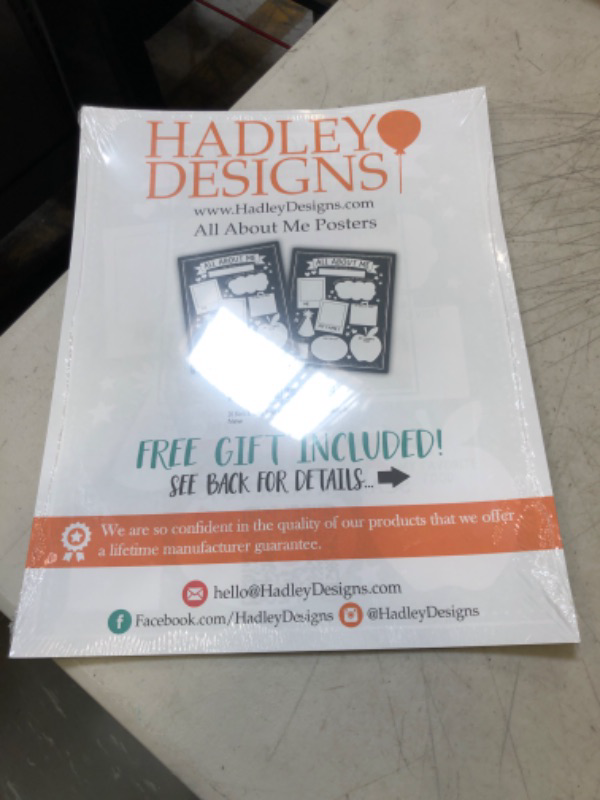 HADLEY
DESIGNS
www.HadleyDesigns.com
All About Me Posters
ALL ABOUT ME
ALL ABOUT ME
New
FREE GIFT INCLUDED!
SEE BACK FOR DETAILS...
We are so confident in the quality of our products that we offer
a lifetime manufacturer guarantee.
hello@HadleyDesigns.com
Facebook.com/HadleyDesigns @HadleyDesigns